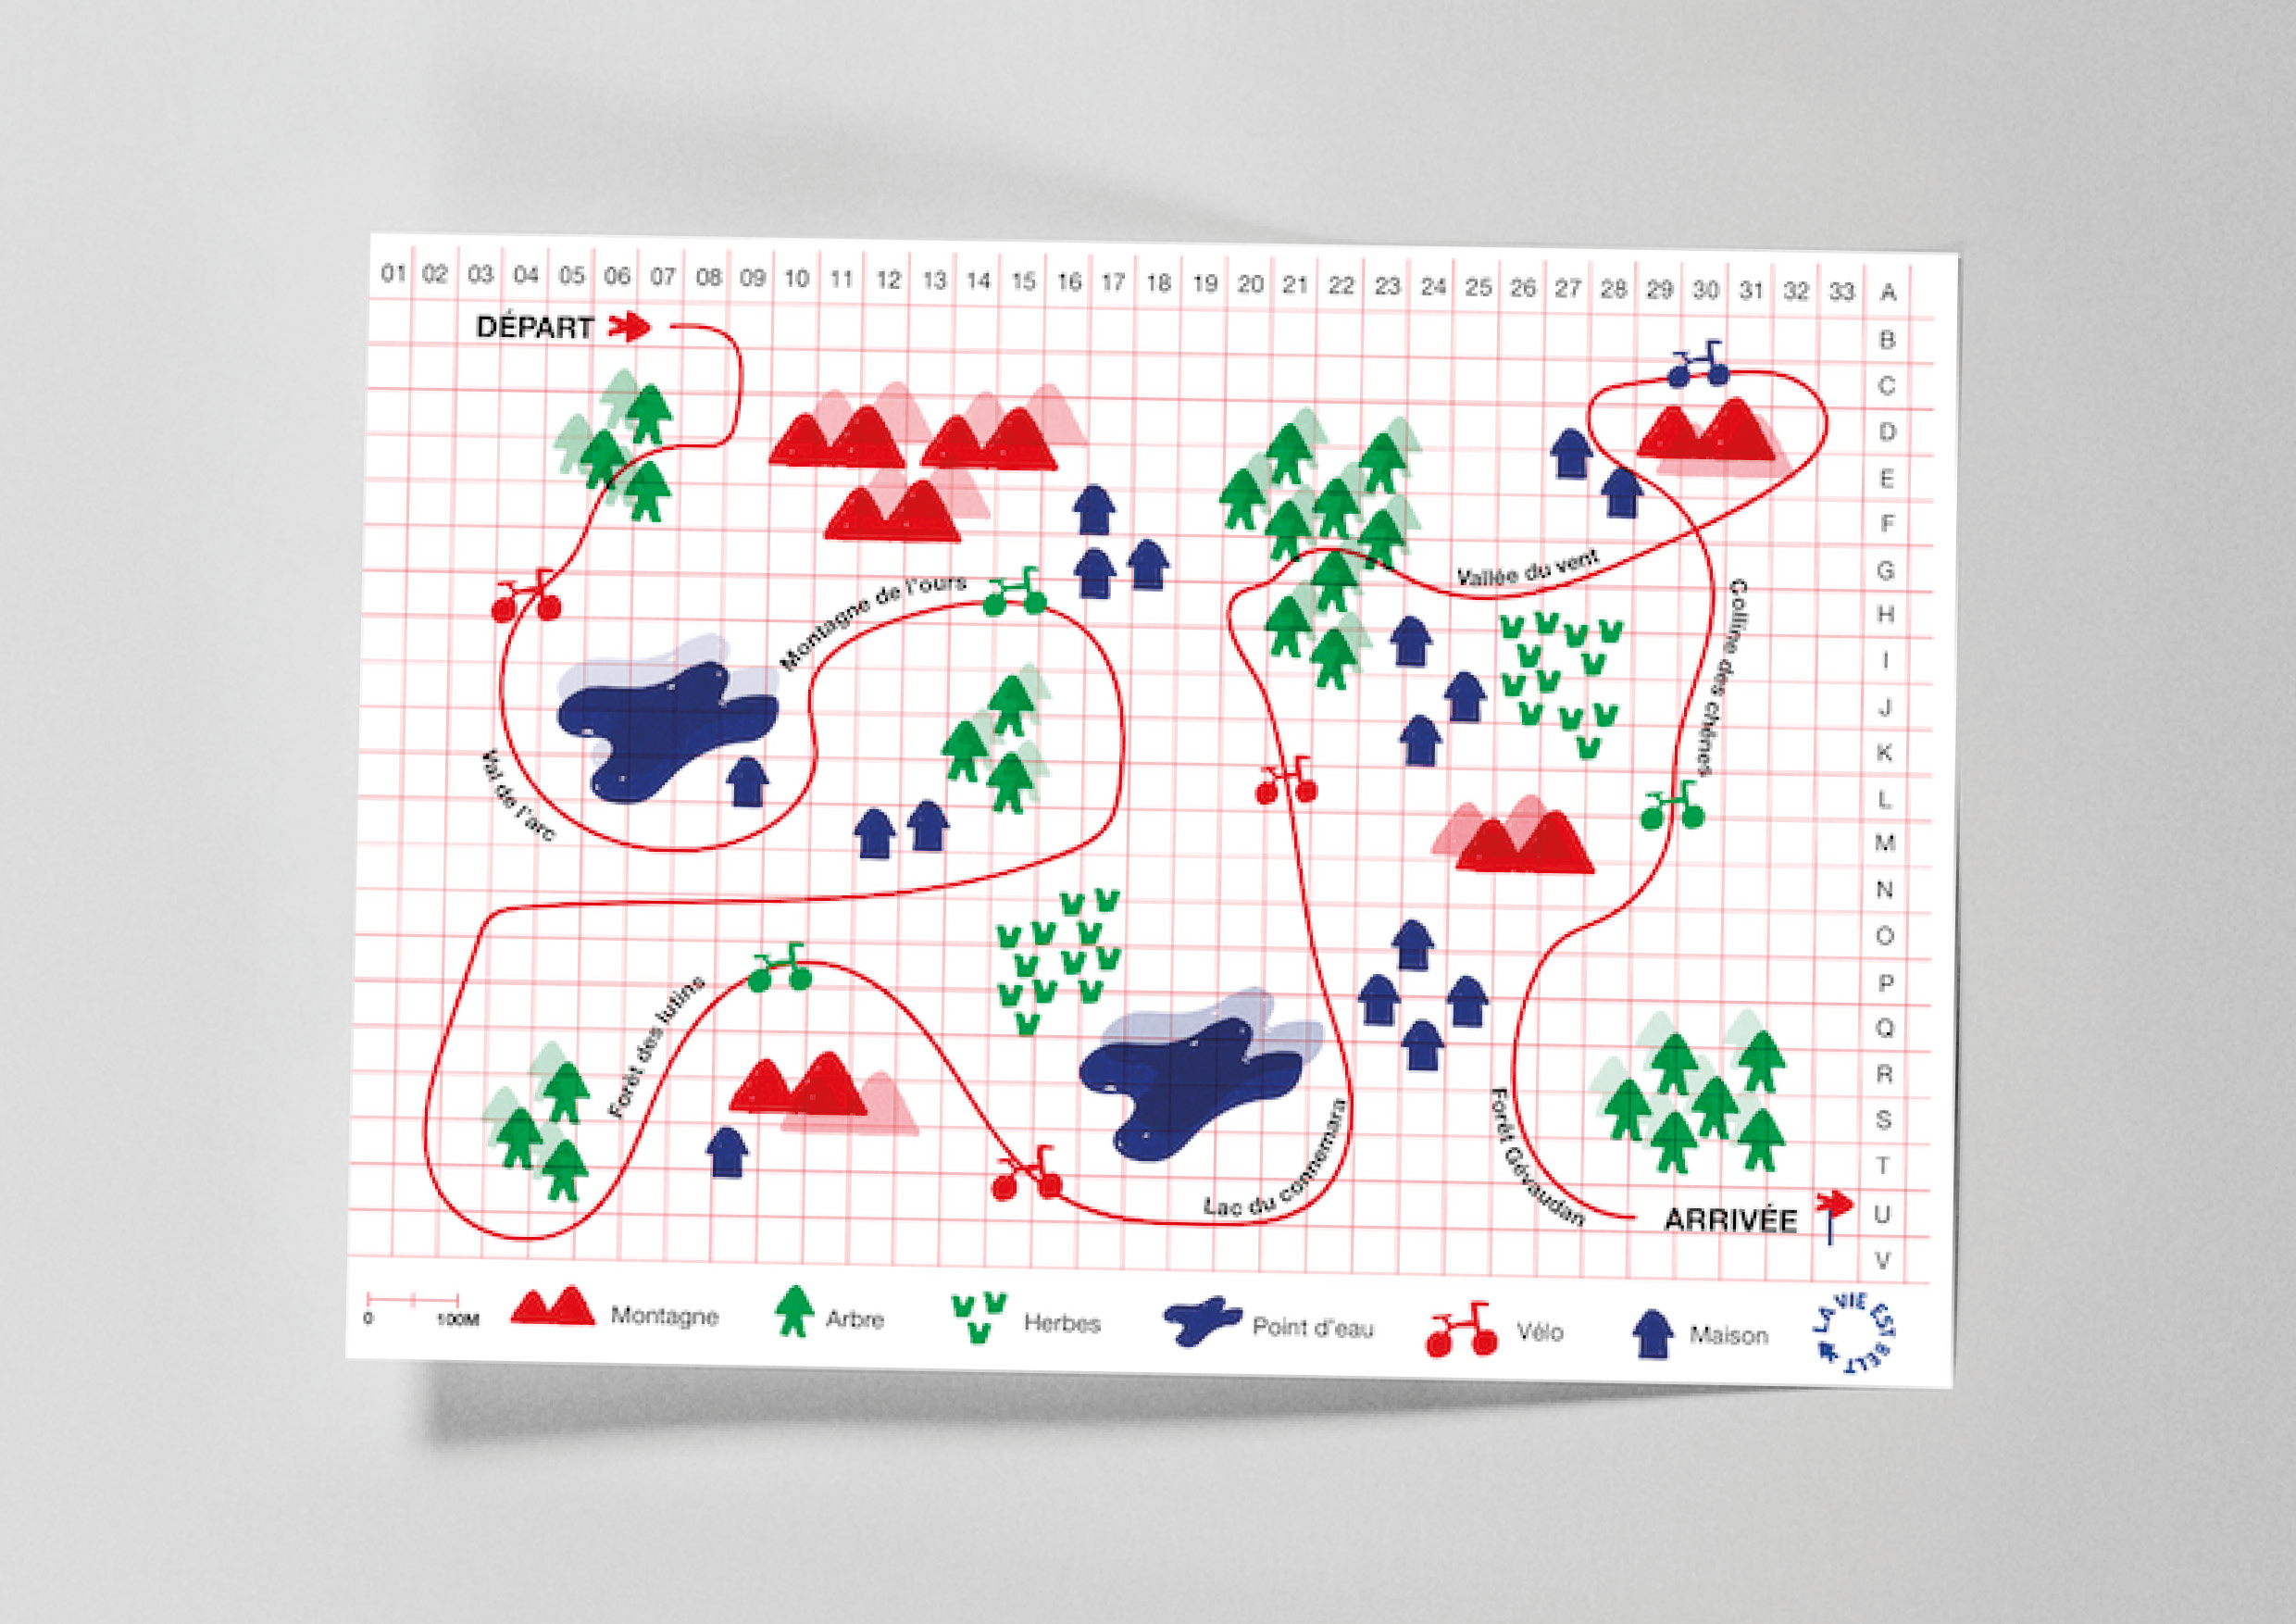 01 02 03 04 05 06 07 08 09 10 11 12 13 14 15 16 17 18 19 20 21 22 23 24 25 26 27 28 29 30 31 32 33 A
DÉPART
B
C
D
E
F
Vallée du vent
G
Montagne de l'ours
H
Colline des chênes
I
J
K
Val de l'arc
L
M
N
O
Forêt des lutins
P
Q
R
S
Lac du connemara
Forêt Gévaudan
T
ARRIVÉE
U
V
0 100M
Montagne
Arbre
Herbes
Point d'eau
Vélo
Maison
LA VIE EST BELT